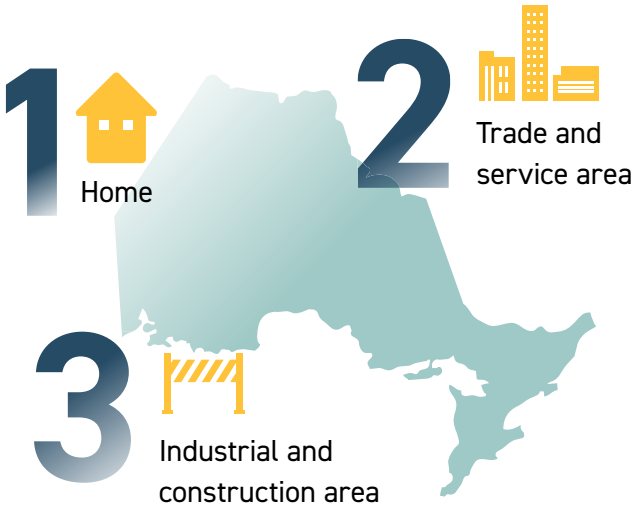 1
Home
2
Trade and
service area
3
Industrial and
construction area